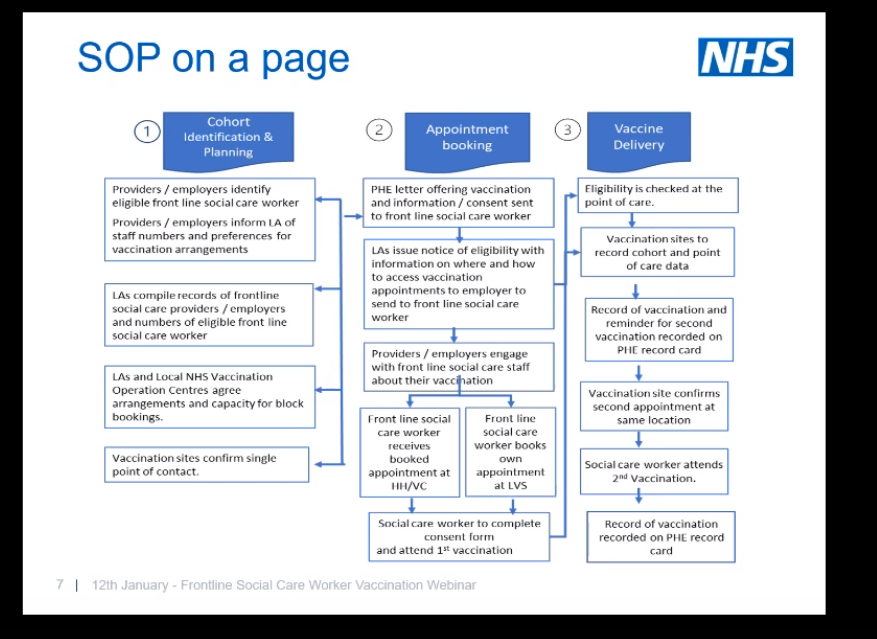 SOP on a page
NHS
1
Cohort
Identification &
Planning
Providers / employers identify
eligible front line social care worker
Providers / employers inform LA of
staff numbers and preferences for
vaccination arrangements
LAs compile records of frontline
social care providers / employers
and numbers of eligible front line
social care worker
LAs and Local NHS Vaccination
Operation Centres agree
arrangements and capacity for block
bookings.
Vaccination sites confirm single
point of contact.
2
Appointment
booking
PHE letter offering vaccination
and information / consent sent
to front line social care worker
LAs issue notice of eligibility with
information on where and how
to access vaccination
appointments to employer to
send to front line social care
worker
Providers / employers engage
with front line social care staff
about their vaccination
Front line social
care worker
receives
booked
appointment at
HH/VC
Front line
social care
worker books
own
appointment
at LVS
Social care worker to complete
consent form
and attend 1st vaccination
3
Vaccine
Delivery
Eligibility is checked at the
point of care.
Vaccination sites to
record cohort and point
of care data
Record of vaccination and
reminder for second
vaccination recorded on
PHE record card
Vaccination site confirms
second appointment at
same location
Social care worker attends
2nd Vaccination.
Record of vaccination
recorded on PHE record
card
7 | 12th January - Frontline Social Care Worker Vaccination Webinar